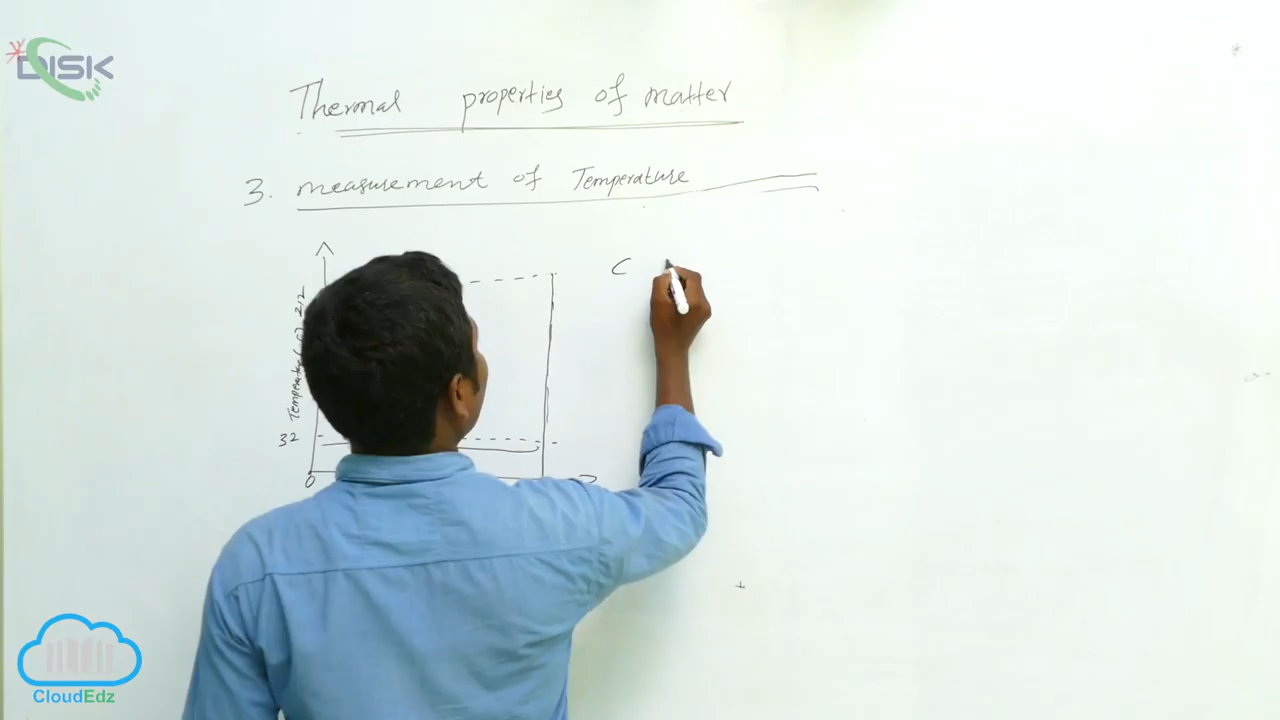 DISK
Thermal properties of matter
3. measurement of Temperature
C
212
32
0
CloudEdz